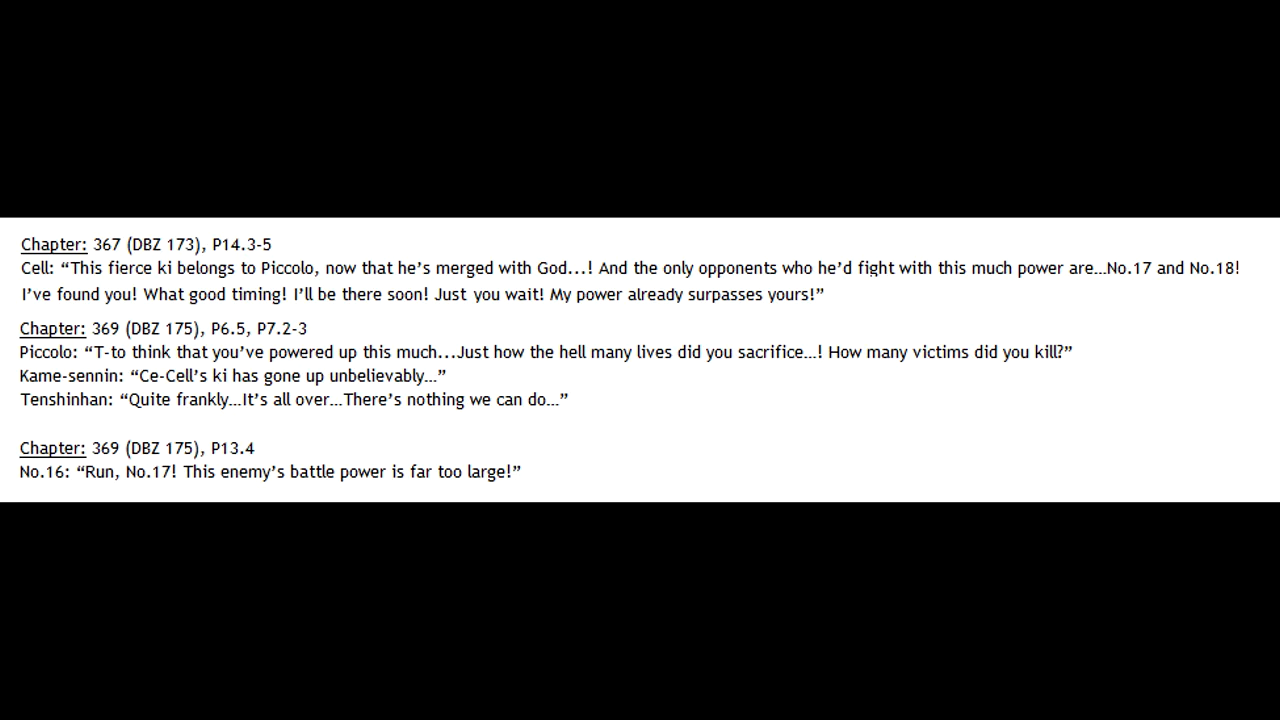 Chapter: 367 (DBZ 173), P14.3-5
Cell: “This fierce ki belongs to Piccolo, now that he’s merged with God...! And the only opponents who he’d fight with this much power are...No.17 and No.18!
I’ve found you! What good timing! I’ll be there soon! Just you wait! My power already surpasses yours!”
Chapter: 369 (DBZ 175), P6.5, P7.2-3
Piccolo: “T-to think that you’ve powered up this much...Just how the hell many lives did you sacrifice...! How many victims did you kill?”
Kame-sennin: “Ce-Cell’s ki has gone up unbelievably...”
Tenshinhan: “Quite frankly...It’s all over...There’s nothing we can do...”
Chapter: 369 (DBZ 175), P13.4
No.16: “Run, No.17! This enemy’s battle power is far too large!”